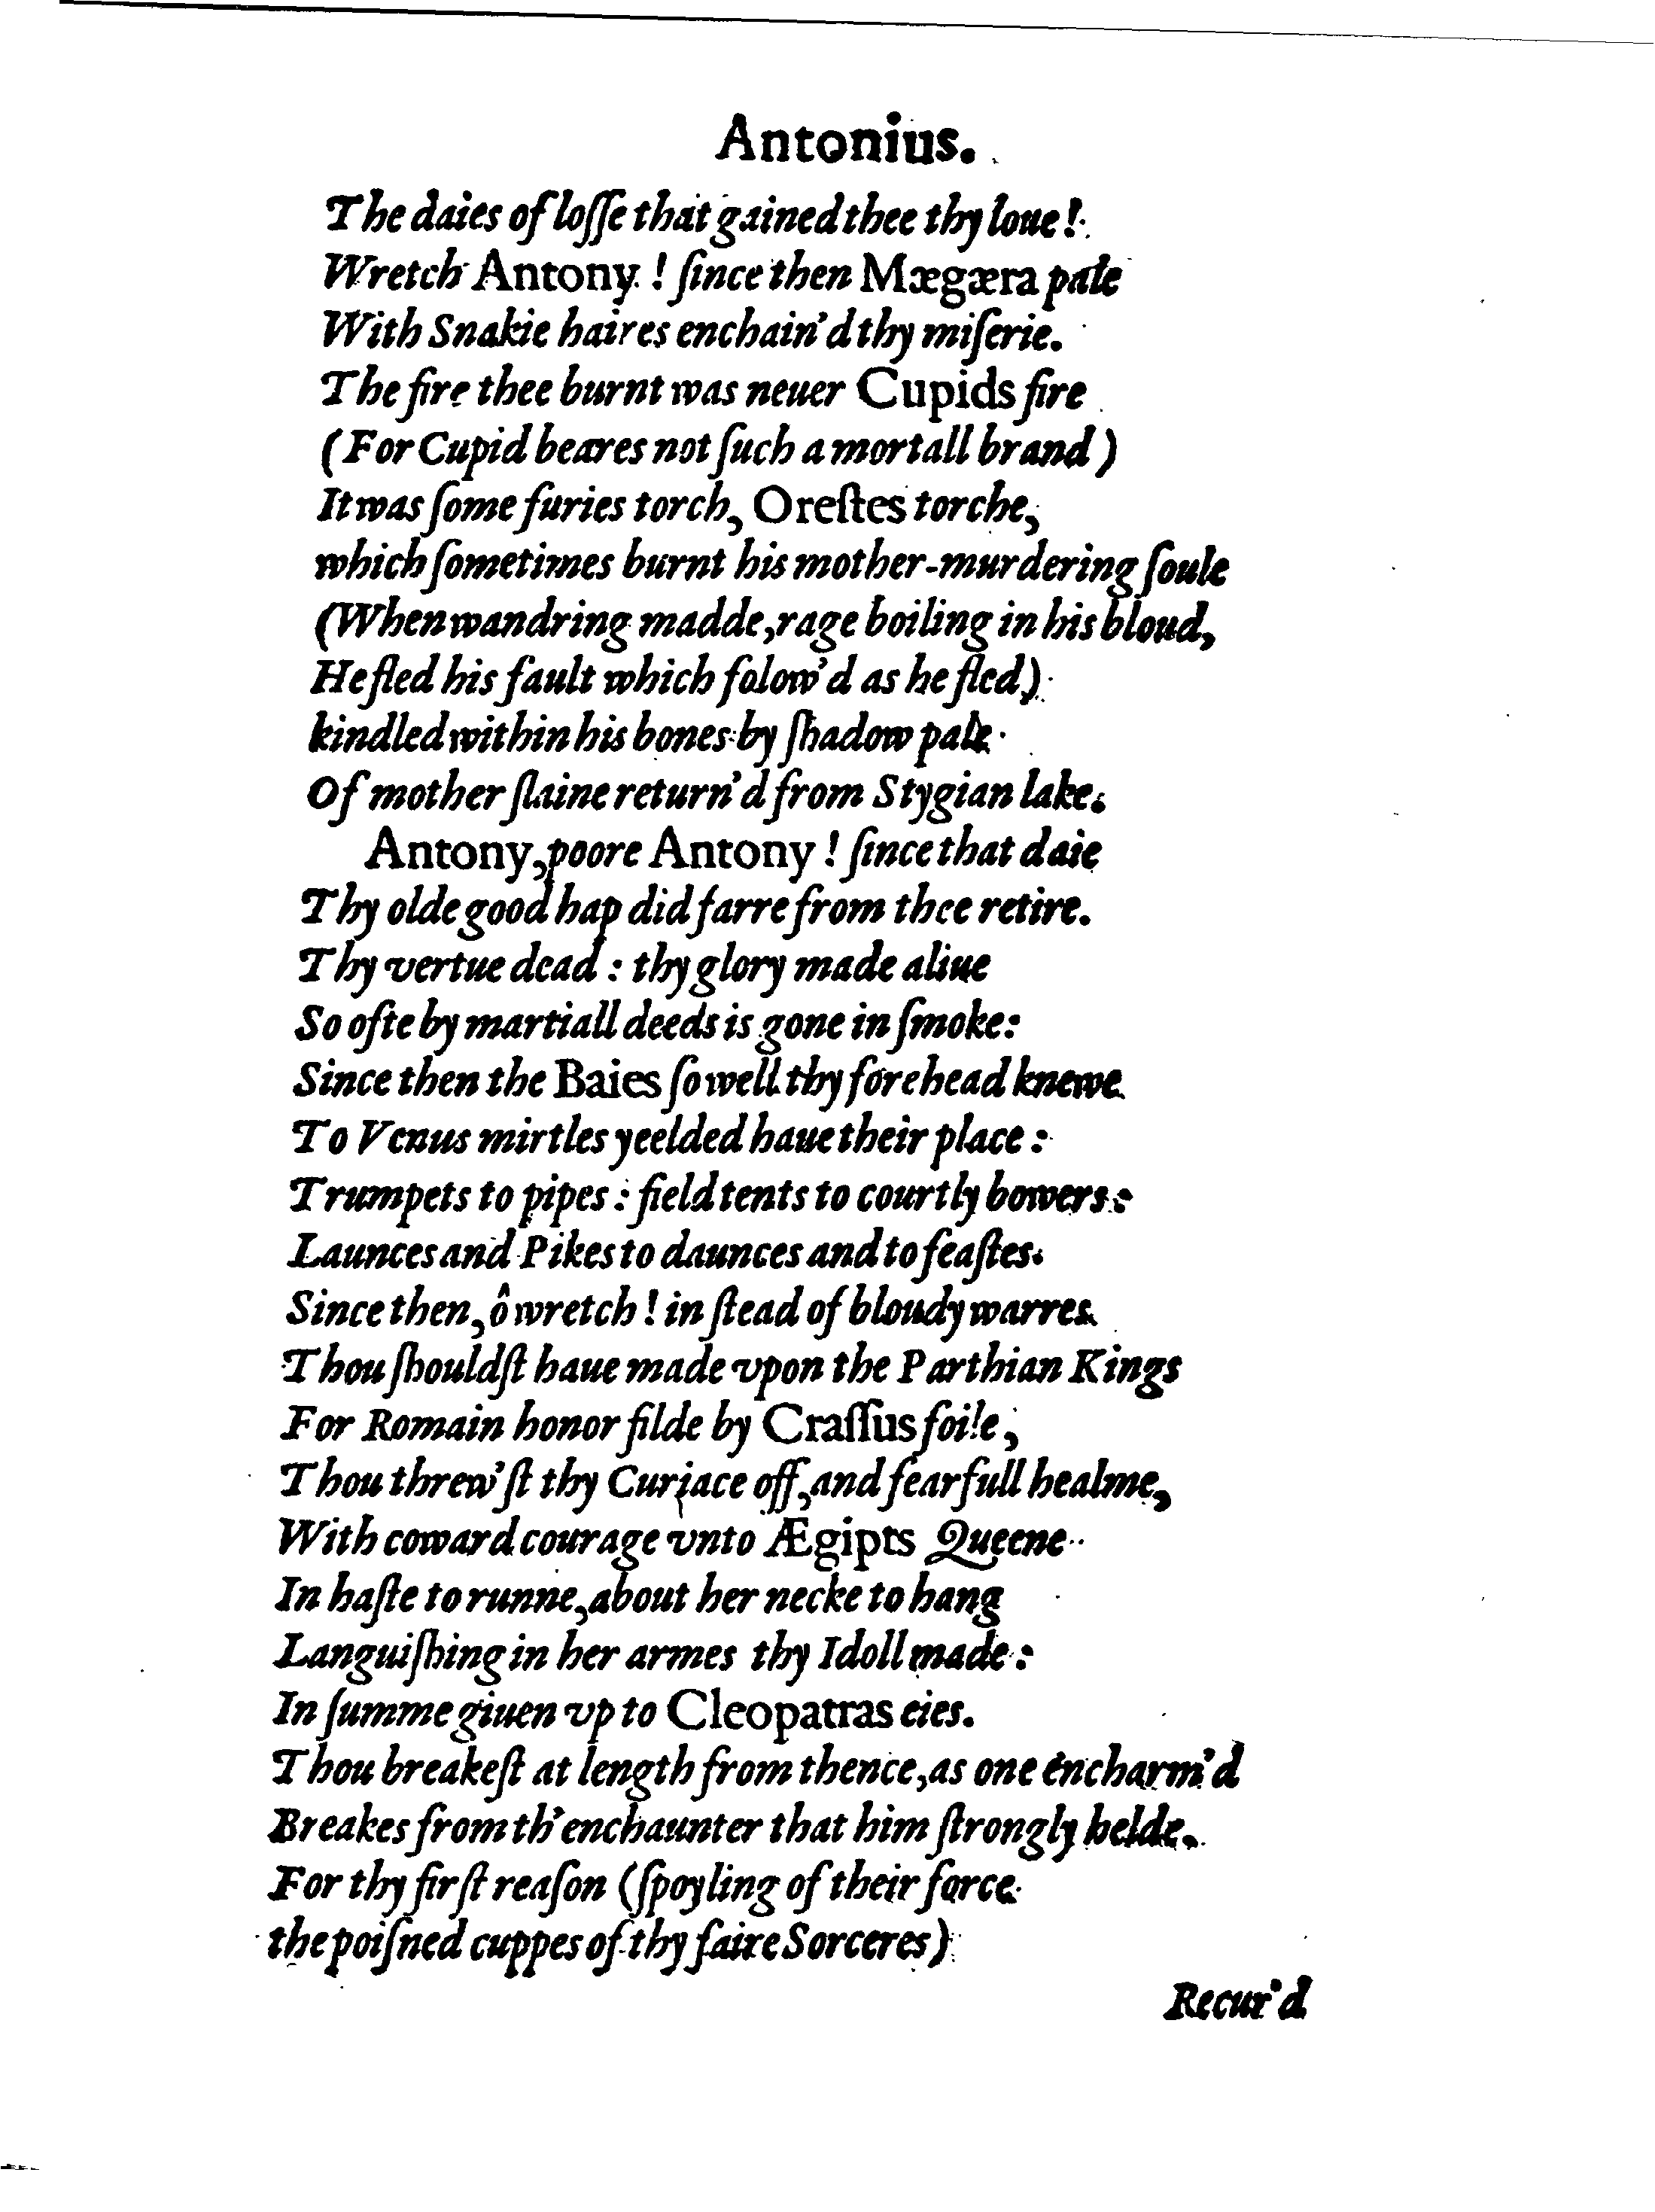 Antonius.
The daies of loſſe that gained thee thy loue!
Wretch Antony! ſince then Mægæra pale
With Snakie haires enchain'd thy miſerie.
The fire thee burnt was neuer Cupids fire
(For Cupid beares not ſuch a mortall brand)
It was ſome furies torch, Oreſtes torche,
which ſometimes burnt his mother-murdering ſoule
(When wandring madde, rage boiling in his bloud,
He fled his fault which folow'd as he fled)
kindled within his bones by ſhadow pale
Of mother ſlaine return'd from Stygian lake.
Antony, poore Antony! ſince that daie
Thy olde good hap did farre from thee retire.
Thy vertue dead: thy glory made aliue
So ofte by martiall deeds is gone in ſmoke:
Since then the Baies ſo well thy forehead knewe
To Venus mirtles yeelded haue their place:
Trumpets to pipes: field tents to courtly bowers:
Launces and Pikes to daunces and to feaſtes.
Since then, ô wretch! in ſtead of bloudy warres
Thou ſhouldſt haue made vpon the Parthian Kings
For Romain honor filde by Craſſus foile,
Thou threw'ſt thy Curiace off, and fearfull healme,
With coward courage vnto Ægipts Queene
In haſte to runne, about her necke to hang
Languiſhing in her armes thy Idoll made:
In ſumme giuen vp to Cleopatras eies.
Thou breakeſt at length from thence, as one encharm'd
Breakes from th'enchaunter that him ſtrongly helde.
For thy firſt reaſon (ſpoyling of their force
the poiſned cuppes of thy faire Sorceres)
Recur'd